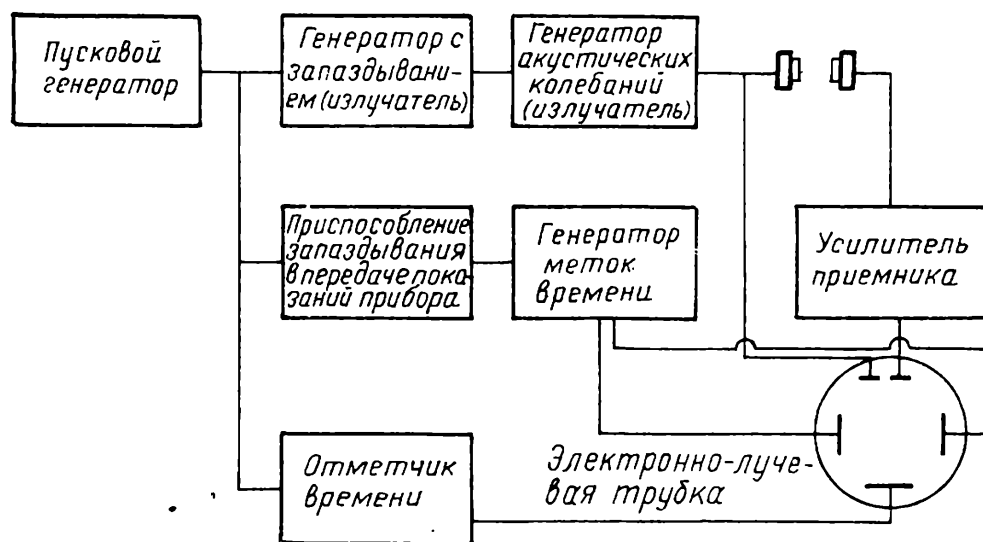 Пусковой
генератор
Генератор с
запаздывани-
ем (излучатель)
Генератор
акустических
колебаний
(излучатель)
Приспособление
запаздывания
в передаче пока-
заний прибора
Генератор
меток
времени
Усилитель
приемника
Отметчик
времени
Электронно-луче-
вая трубка